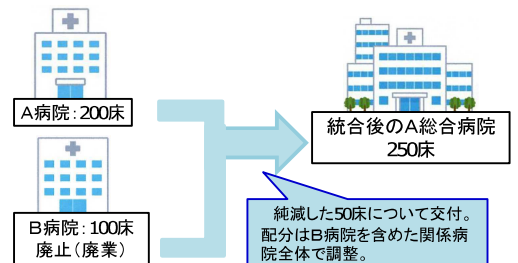 A病院：200床
B病院：100床
廃止（廃業）
統合後のA総合病院
250床
純減した50床について交付。
配分はB病院を含めた関係病
院全体で調整。